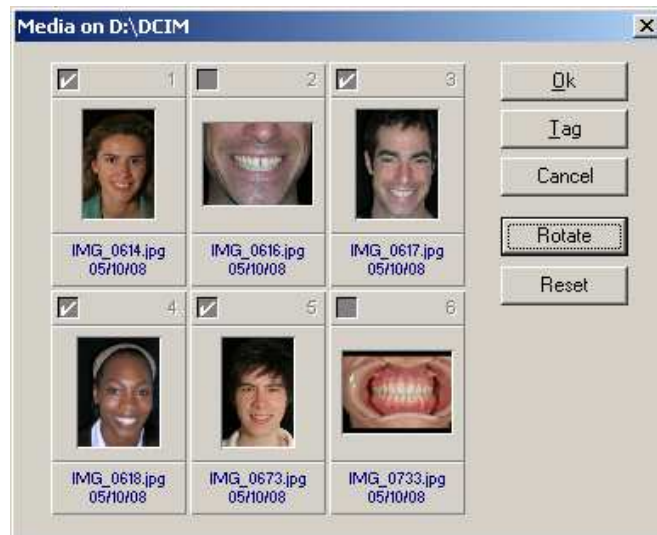 Media on D:\DCIM
1
2
3
IMG_0614.jpg
05/10/08
IMG_0616.jpg
05/10/08
IMG_0617.jpg
05/10/08
4
5
6
IMG_0618.jpg
05/10/08
IMG_0673.jpg
05/10/08
IMG_0733.jpg
05/10/08
Ok
Tag
Cancel
Rotate
Reset